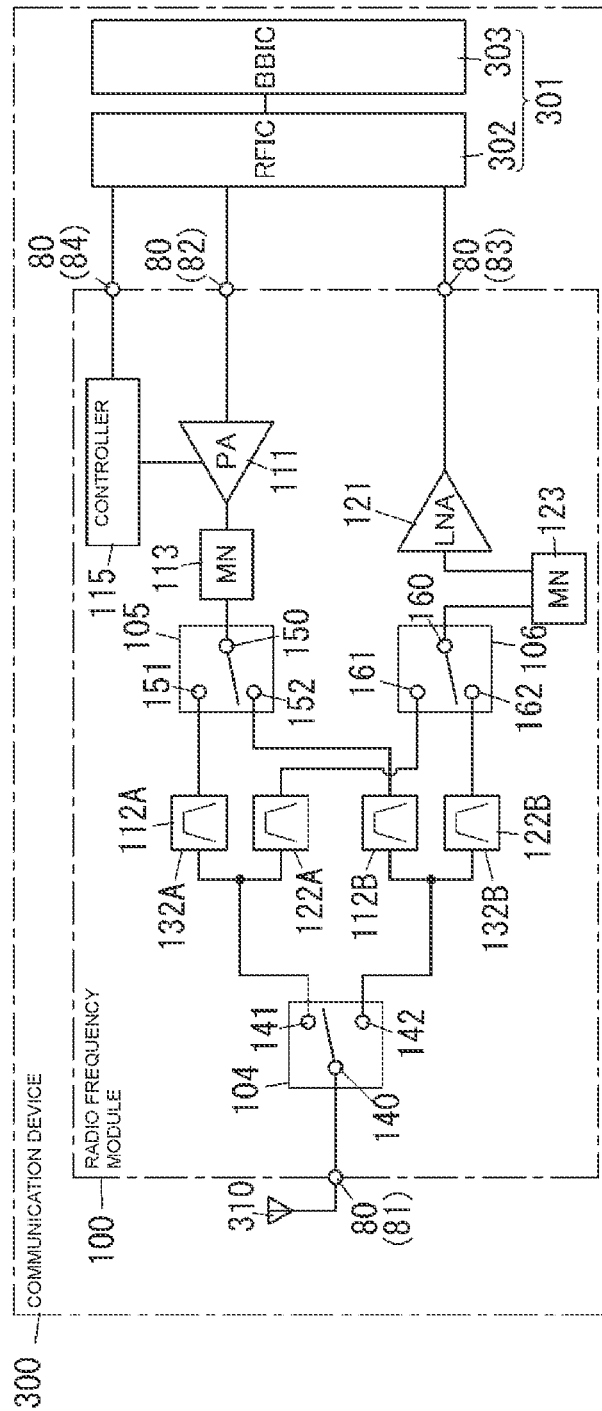 300
COMMUNICATION DEVICE
100
RADIO FREQUENCY
MODULE
310
80
(81)
104
140
141
142
132A
112A
122A
112B
132B
122B
105
151
150
152
161
160
162
106
113
MN
115
CONTROLLER
PA
111
121
LNA
123
MN
80
(84)
80
(82)
80
(83)
RFIC
BBIC
302
303
301